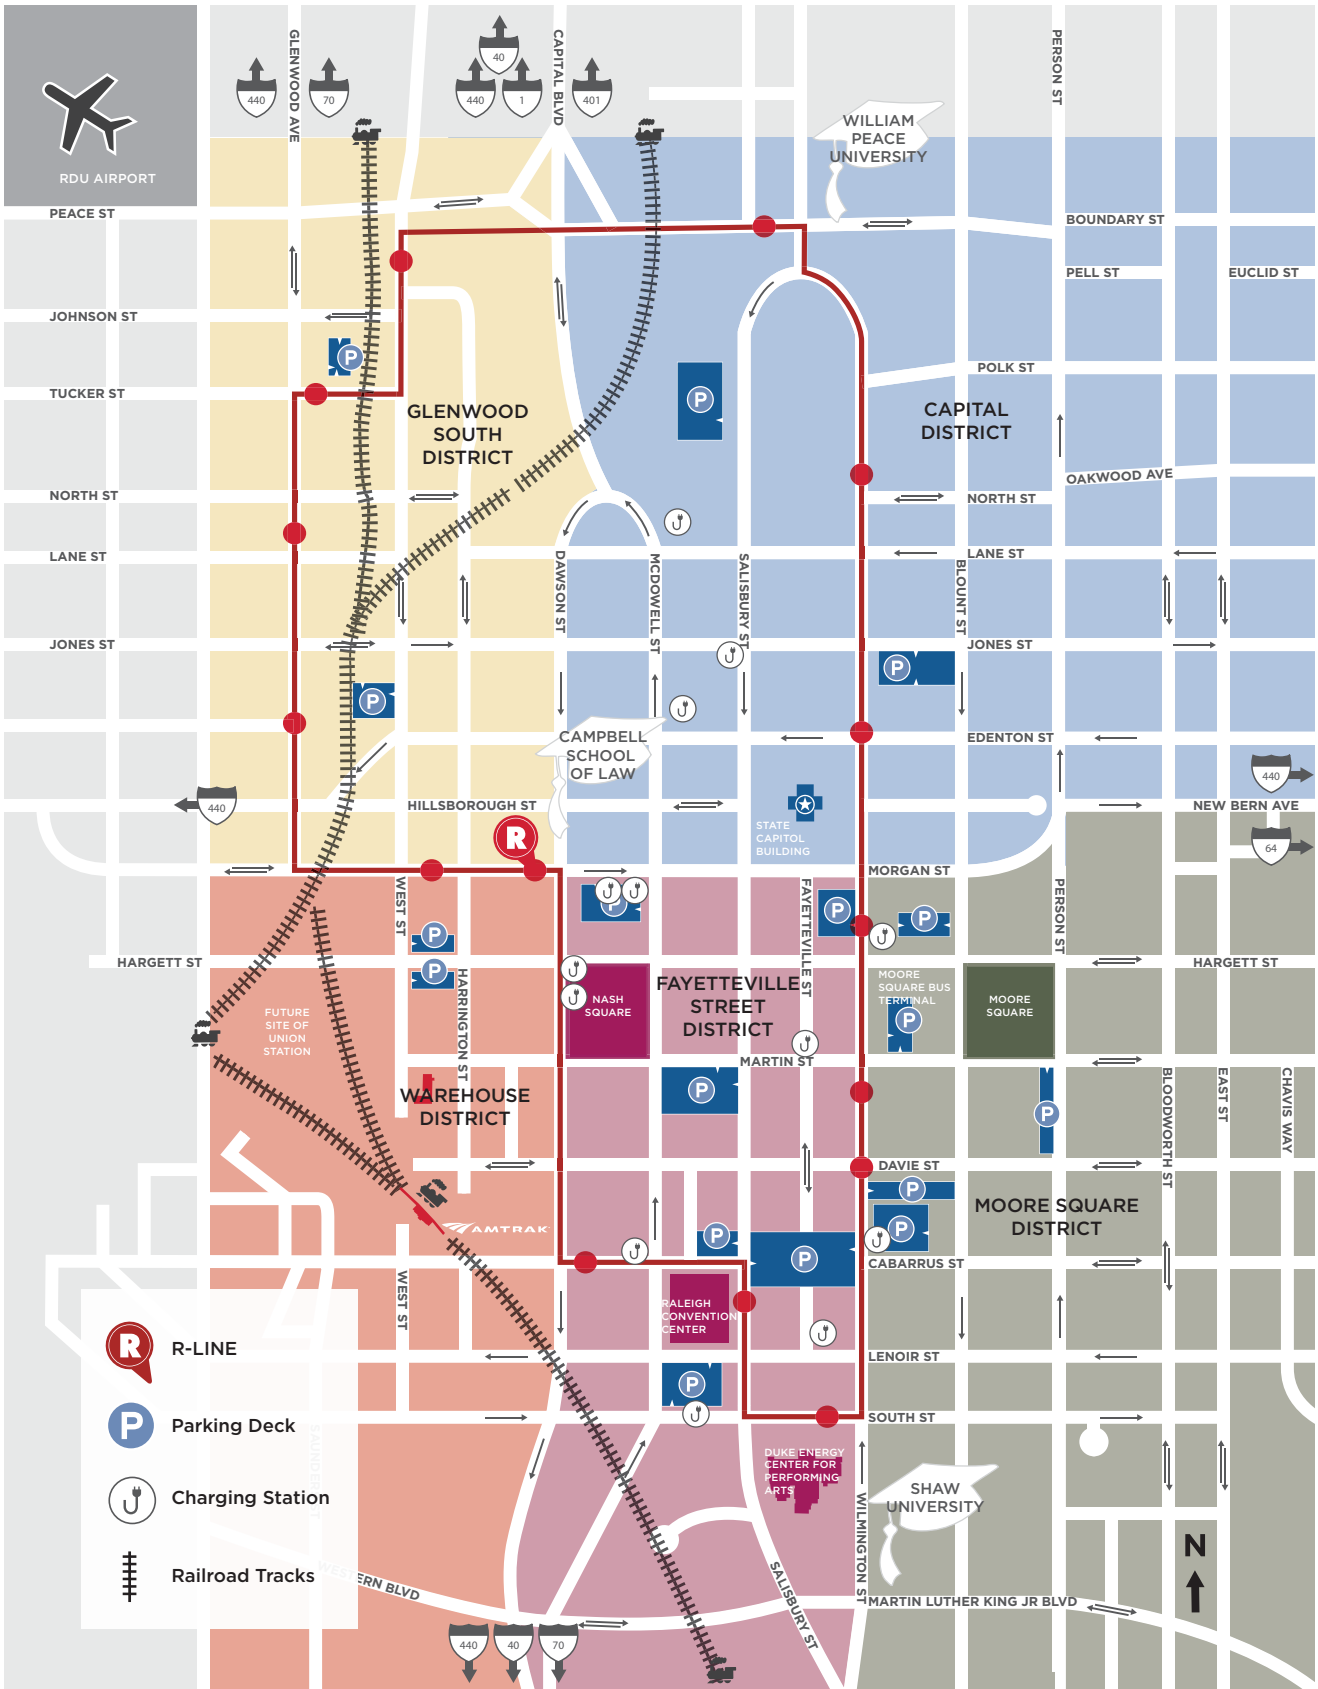 GLENWOOD AVE
CAPITAL BLVD
PERSON ST
40
440
70
440
1
401
RDU AIRPORT
WILLIAM
PEACE
UNIVERSITY
PEACE ST
BOUNDARY ST
PELL ST
EUCLID ST
JOHNSON ST
P
POLK ST
TUCKER ST
P
GLENWOOD
SOUTH
DISTRICT
CAPITAL
DISTRICT
OAKWOOD AVE
NORTH ST
NORTH ST
LANE ST
LANE ST
DAWSON ST
MCDOWELL ST
SALISBURY ST
BLOUNT ST
JONES ST
JONES ST
P
P
CAMPBELL
SCHOOL
OF LAW
EDENTON ST
440
440
HILLSBOROUGH ST
NEW BERN AVE
R
STATE
CAPITOL
BUILDING
64
MORGAN ST
WEST ST
FAYETTEVILLE ST
PERSON ST
P
P
P
P
HARGETT ST
HARGETT ST
P
HARRINGTON ST
NASH
SQUARE
FAYETTEVILLE
STREET
DISTRICT
MOORE
SQUARE BUS
TERMINAL
P
MOORE
SQUARE
FUTURE
SITE OF
UNION
STATION
MARTIN ST
WAREHOUSE
DISTRICT
P
P
BLOODWORTH ST
EAST ST
CHAVIS WAY
DAVIE ST
P
MOORE SQUARE
DISTRICT
AMTRAK
P
P
P
CABARRUS ST
WEST ST
RALEIGH
CONVENTION
CENTER
R
R-LINE
LENOIR ST
P
P
Parking Deck
SOUTH ST
SAUNDERS ST
DUKE ENERGY
CENTER FOR
PERFORMING
ARTS
Charging Station
SHAW
UNIVERSITY
WILMINGTON ST
N
Railroad Tracks
WESTERN BLVD
SALISBURY ST
MARTIN LUTHER KING JR BLVD
440
40
70